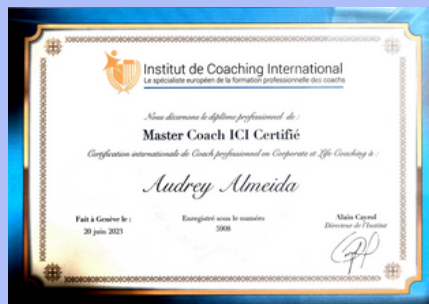 Institut de Coaching International
Le spécialiste européen de la formation professionnelle des coachs
Nous décernons le diplôme professionnel de :
Master Coach ICI Certifié
Certification internationale de Coach professionnel en Corporate et Life Coaching à :
Audrey Almeida
Fait à Genève le :
20 juin 2023
Enregistré sous le numéro
5008
Alain Cayrol
Directeur de l'Institut